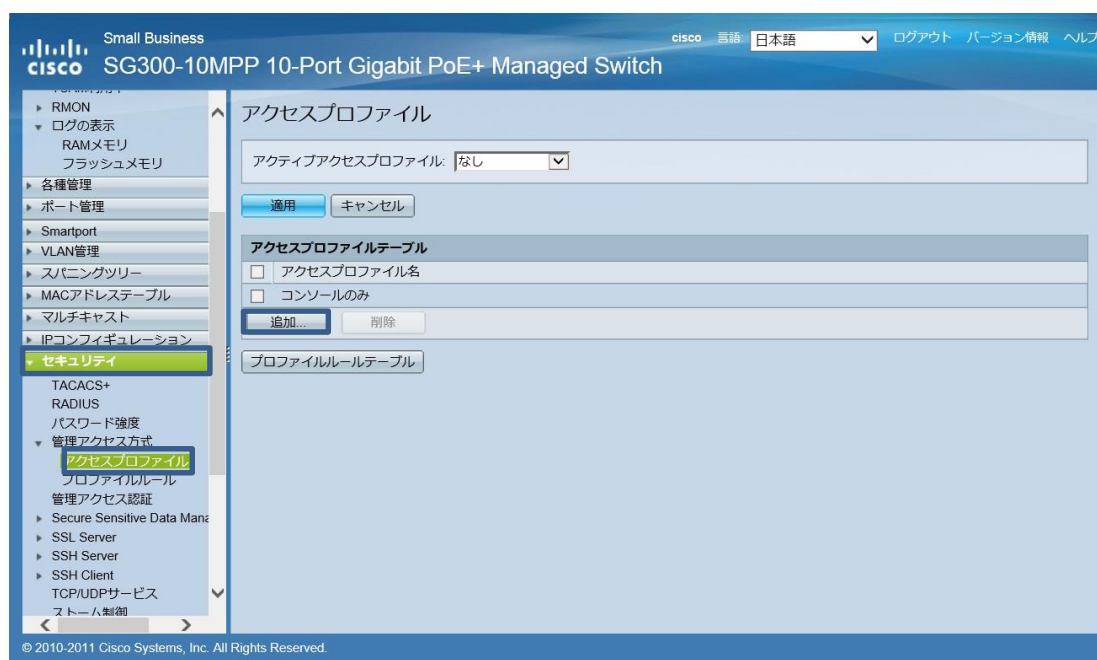 Small Business
cisco SG300-10MPP 10-Port Gigabit PoE+ Managed Switch
cisco 言語 日本語 ログアウト バージョン情報 ヘルプ
RMON
ログの表示
RAMメモリ
フラッシュメモリ
各種管理
ポート管理
Smartport
VLAN管理
スパニングツリー
MACアドレステーブル
マルチキャスト
IPコンフィギュレーション
セキュリティ
TACACS+
RADIUS
パスワード強度
管理アクセス方式
アクセスプロファイル
プロファイルルール
管理アクセス認証
Secure Sensitive Data Mana
SSL Server
SSH Server
SSH Client
TCP/UDPサービス
ストーム制御
アクセスプロファイル
アクティブアクセスプロファイル: なし
適用 キャンセル
アクセスプロファイルテーブル
アクセスプロファイル名
コンソールのみ
追加... 削除
プロファイルルールテーブル
© 2010-2011 Cisco Systems, Inc. All Rights Reserved.